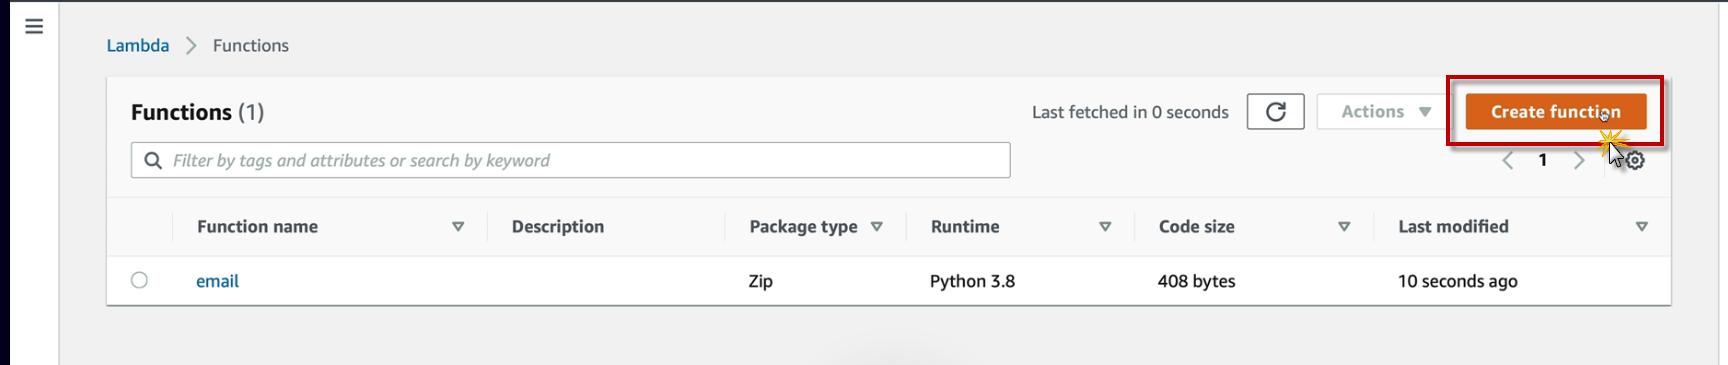 Lambda > Functions
Functions (1)
Last fetched in 0 seconds
Actions
Create function
Filter by tags and attributes or search by keyword
1
Function name Description Package type Runtime Code size Last modified
email Zip Python 3.8 408 bytes 10 seconds ago